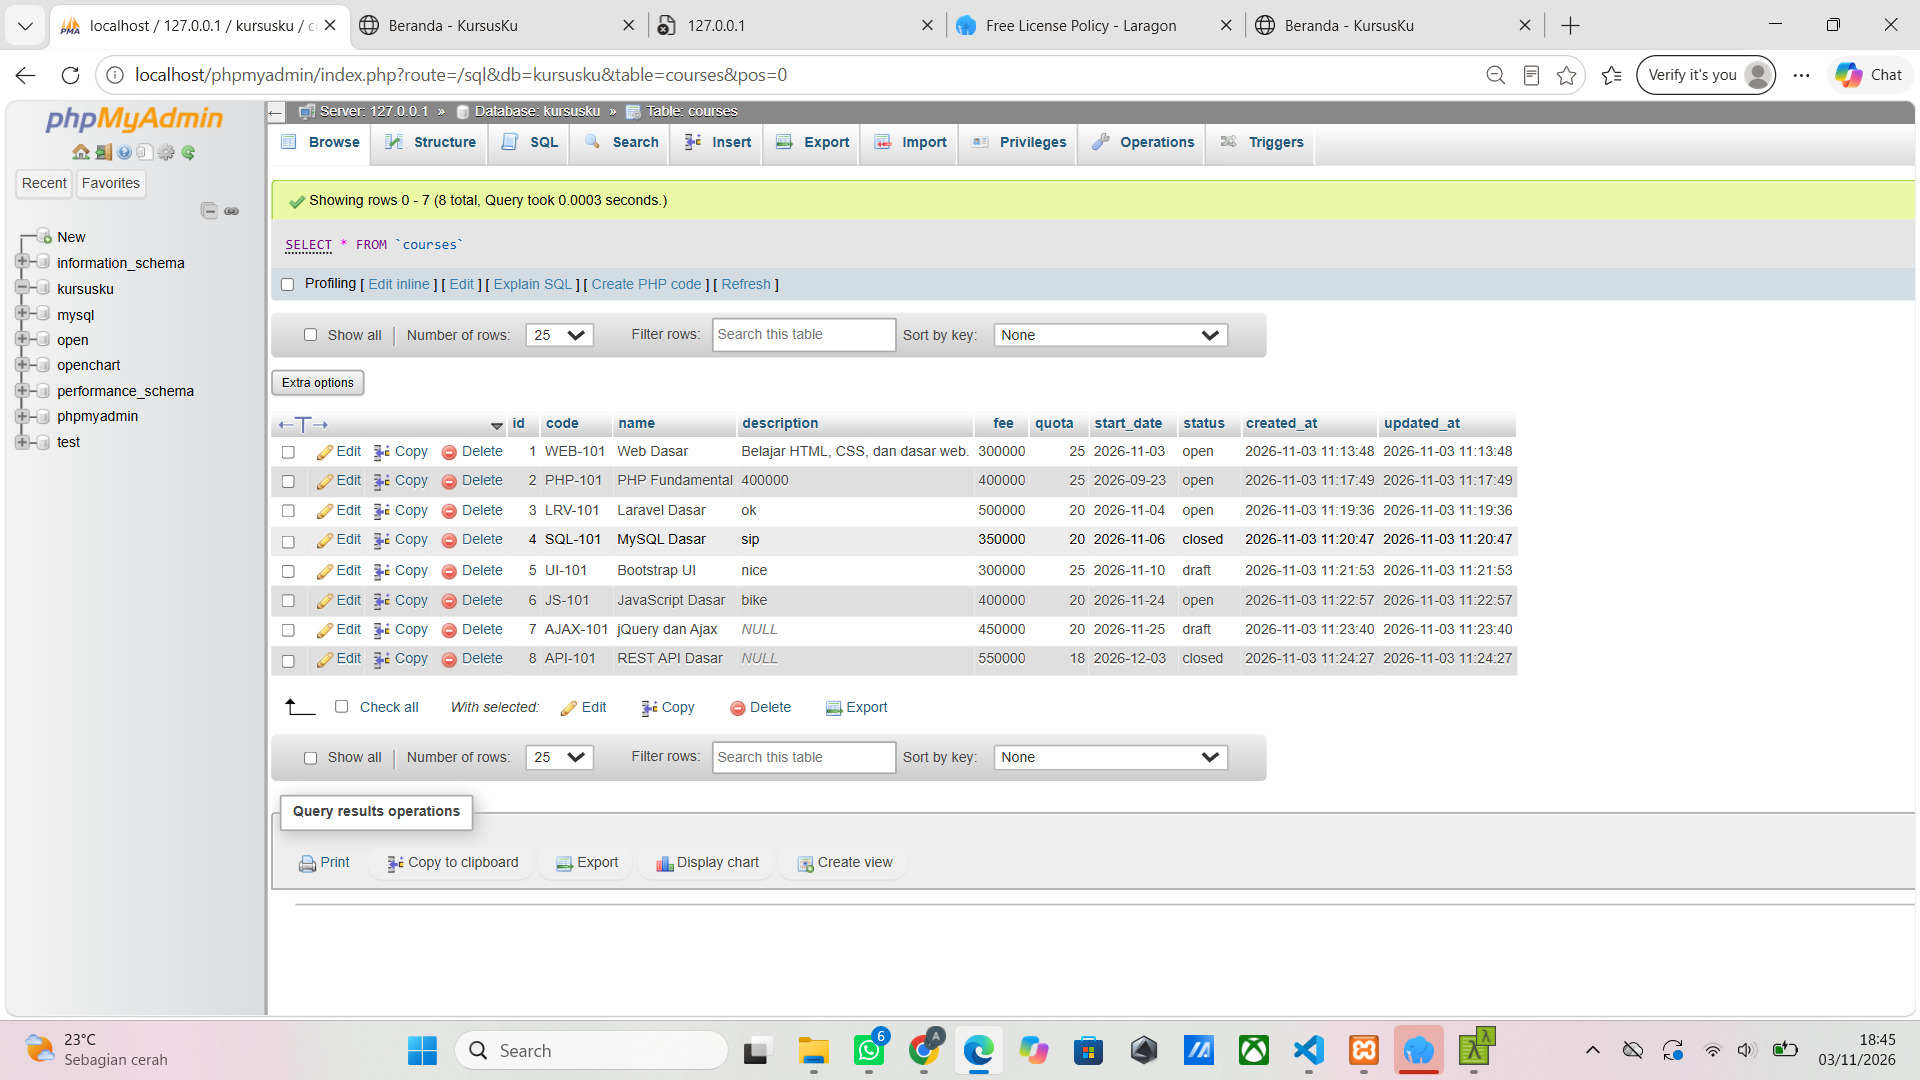 localhost / 127.0.0.1 / kursusku / co
Beranda - KursusKu
127.0.0.1
Free License Policy - Laragon
Beranda - KursusKu
localhost/phpmyadmin/index.php?route=/sql&db=kursusku&table=courses&pos=0
Verify it's you
Chat
phpMyAdmin
Recent
Favorites
New
information_schema
kursusku
mysql
open
openchart
performance_schema
phpmyadmin
test
Server: 127.0.0.1 » Database: kursusku » Table: courses
Browse Structure SQL Search Insert Export Import Privileges Operations Triggers
Showing rows 0 - 7 (8 total, Query took 0.0003 seconds.)
SELECT * FROM `courses`
Profiling [ Edit inline ] [ Edit ] [ Explain SQL ] [ Create PHP code ] [ Refresh ]
Show all Number of rows: 25 Filter rows: Search this table Sort by key: None
Extra options
id code name description fee quota start_date status created_at updated_at
Edit Copy Delete 1 WEB-101 Web Dasar Belajar HTML, CSS, dan dasar web. 300000 25 2026-11-03 open 2026-11-03 11:13:48 2026-11-03 11:13:48
Edit Copy Delete 2 PHP-101 PHP Fundamental 400000 400000 25 2026-09-23 open 2026-11-03 11:17:49 2026-11-03 11:17:49
Edit Copy Delete 3 LRV-101 Laravel Dasar ok 500000 20 2026-11-04 open 2026-11-03 11:19:36 2026-11-03 11:19:36
Edit Copy Delete 4 SQL-101 MySQL Dasar sip 350000 20 2026-11-06 closed 2026-11-03 11:20:47 2026-11-03 11:20:47
Edit Copy Delete 5 UI-101 Bootstrap UI nice 300000 25 2026-11-10 draft 2026-11-03 11:21:53 2026-11-03 11:21:53
Edit Copy Delete 6 JS-101 JavaScript Dasar bike 400000 20 2026-11-24 open 2026-11-03 11:22:57 2026-11-03 11:22:57
Edit Copy Delete 7 AJAX-101 jQuery dan Ajax NULL 450000 20 2026-11-25 draft 2026-11-03 11:23:40 2026-11-03 11:23:40
Edit Copy Delete 8 API-101 REST API Dasar NULL 550000 18 2026-12-03 closed 2026-11-03 11:24:27 2026-11-03 11:24:27
Check all With selected: Edit Copy Delete Export
Show all Number of rows: 25 Filter rows: Search this table Sort by key: None
Query results operations
Print Copy to clipboard Export Display chart Create view
23°C
Sebagian cerah
Search
6
A
18:45
03/11/2026